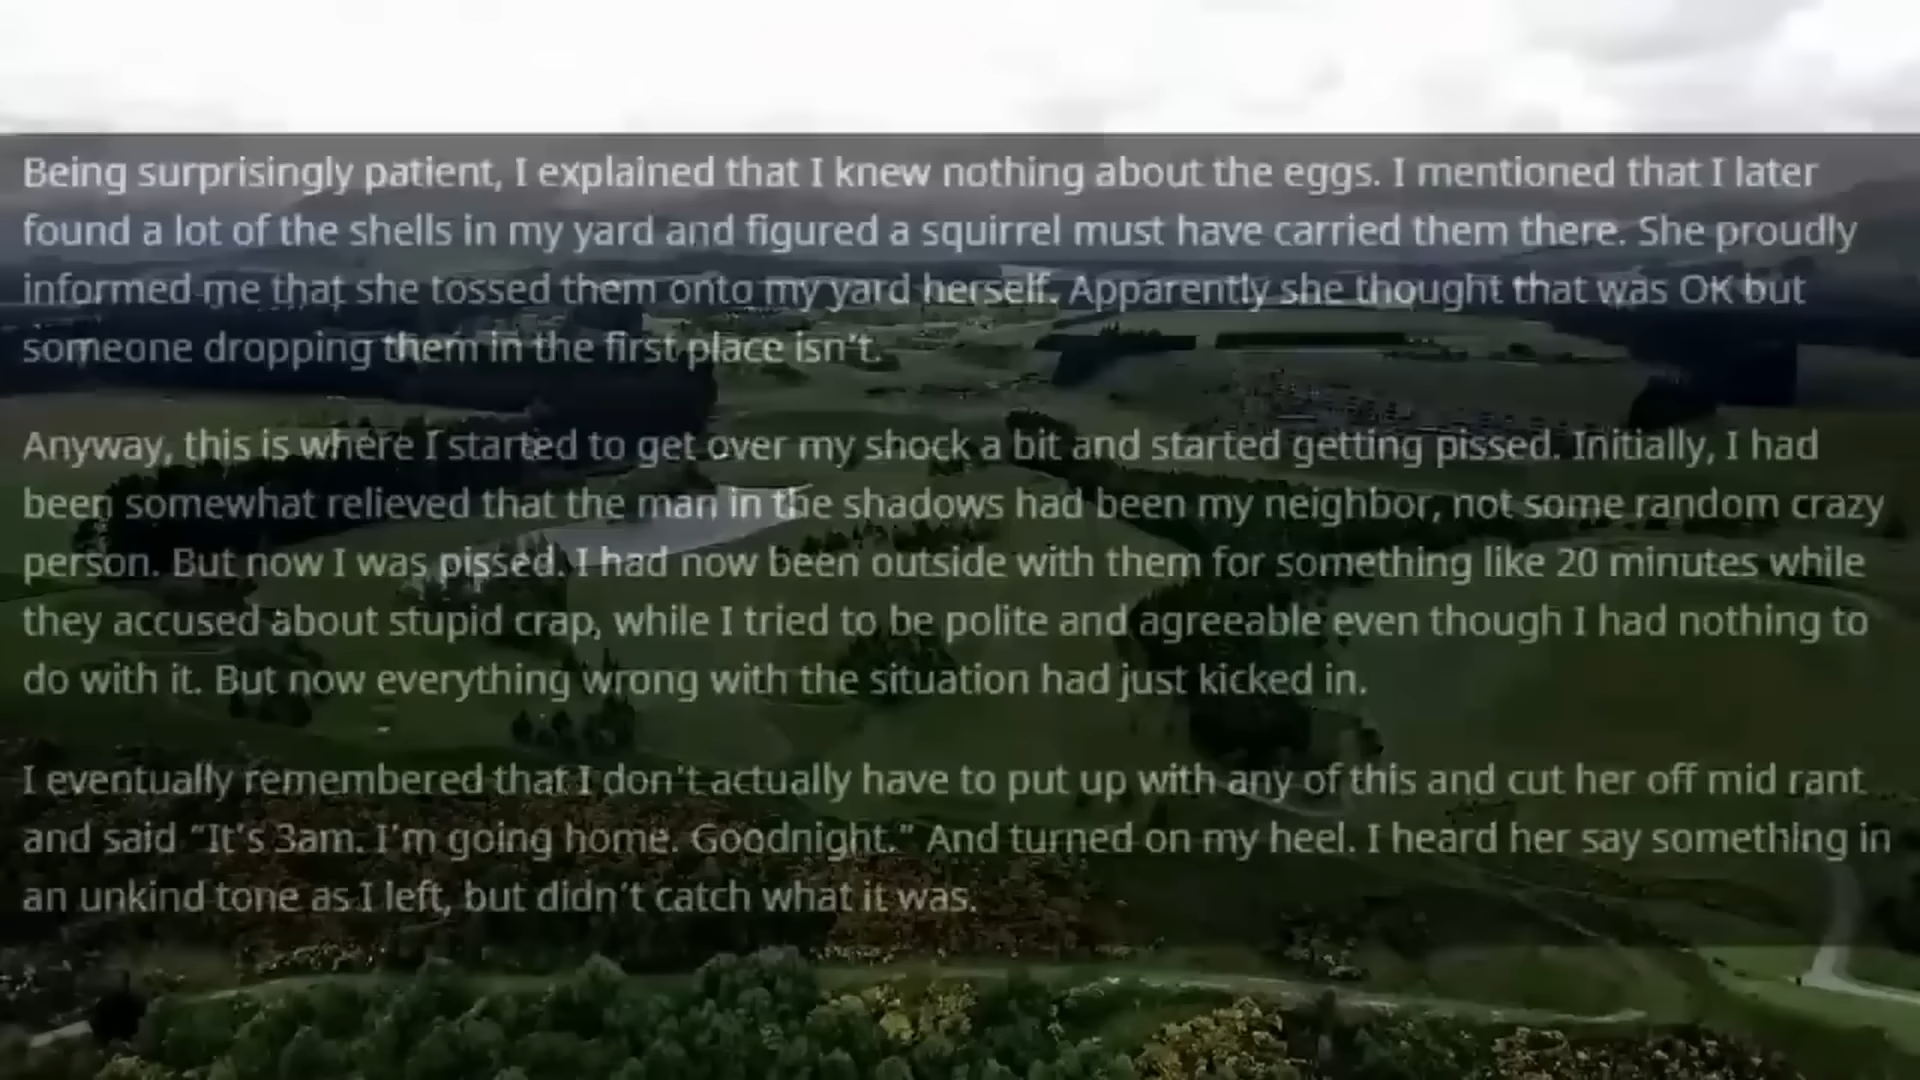 Being surprisingly patient, I explained that I knew nothing about the eggs. I mentioned that I later
found a lot of the shells in my yard and figured a squirrel must have carried them there. She proudly
informed me that she tossed them onto my yard herself. Apparently she thought that was OK but
someone dropping them in the first place isn’t.
Anyway, this is where I started to get over my shock a bit and started getting pissed. Initially, I had
been somewhat relieved that the man in the shadows had been my neighbor, not some random crazy
person. But now I was pissed. I had now been outside with them for something like 20 minutes while
they accused about stupid crap, while I tried to be polite and agreeable even though I had nothing to
do with it. But now everything wrong with the situation had just kicked in.
I eventually remembered that I don't actually have to put up with any of this and cut her off mid rant
and said “It’s 3am. I’m going home. Goodnight.” And turned on my heel. I heard her say something in
an unkind tone as I left, but didn’t catch what it was.